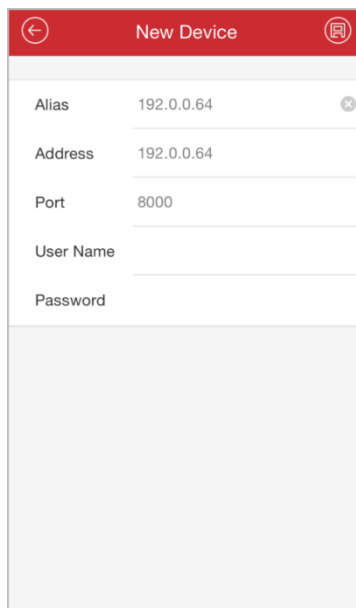 New Device
Alias 192.0.0.64
Address 192.0.0.64
Port 8000
User Name
Password